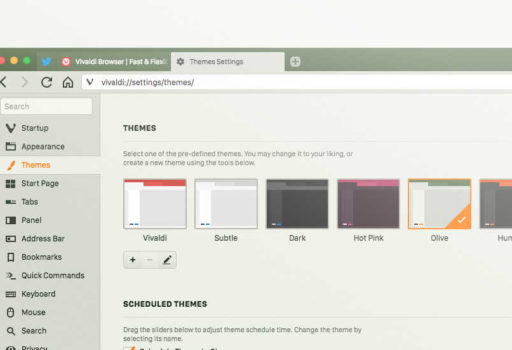 Vivaldi Browser | Fast & Flexi
Themes Settings
vivaldi://settings/themes/
Search
Startup
Appearance
Themes
Start Page
Tabs
Panel
Address Bar
Bookmarks
Quick Commands
Keyboard
Mouse
Search
Privacy
THEMES
Select one of the pre-defined themes. You may change it to your liking, or
create a new theme using the tools below.
Vivaldi
Subtle
Dark
Hot Pink
Olive
Hum
SCHEDULED THEMES
Drag the sliders below to adjust theme schedule time. Change the theme by
selecting its name.